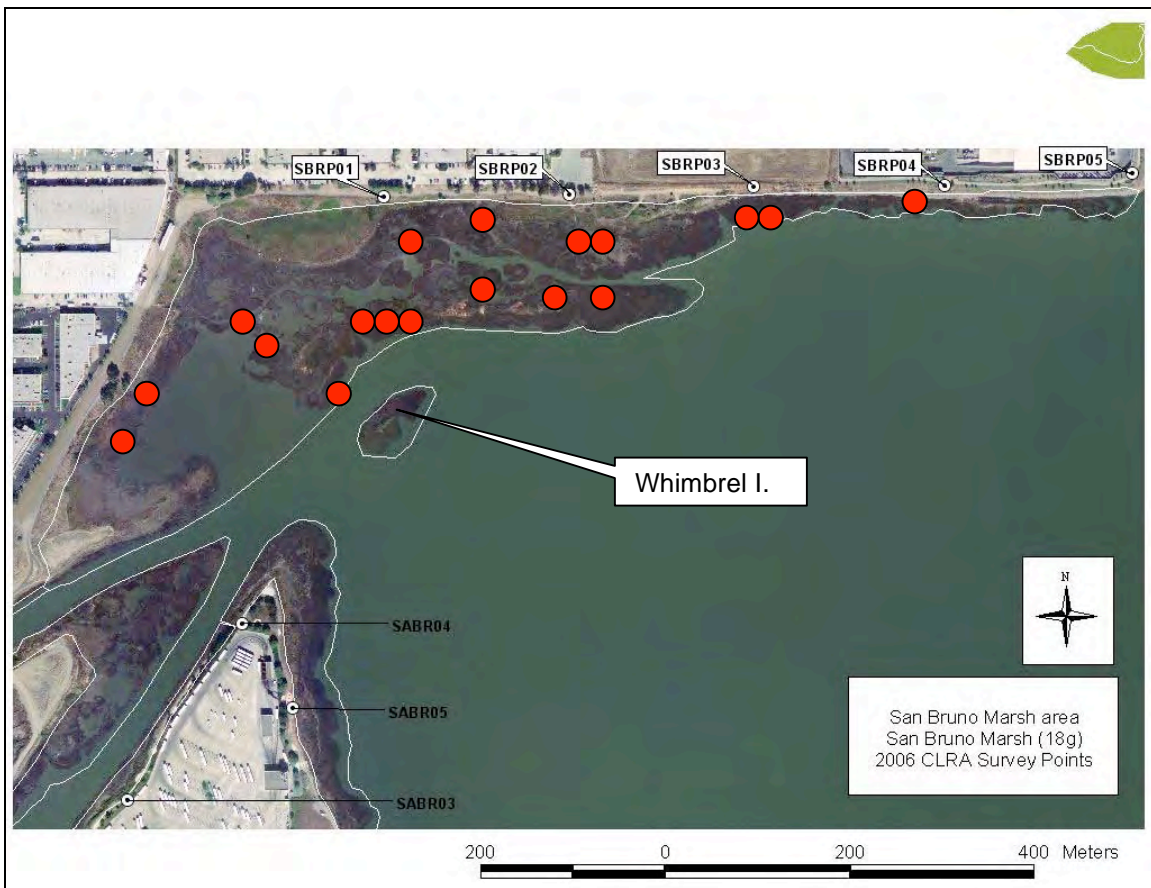 SBRP01
SBRP02
SBRP03
SBRP04
SBRP05
Whimbrel I.
SABR04
SABR05
SABR03
N
San Bruno Marsh area
San Bruno Marsh (18g)
2006 CLRA Survey Points
200 0 200 400 Meters